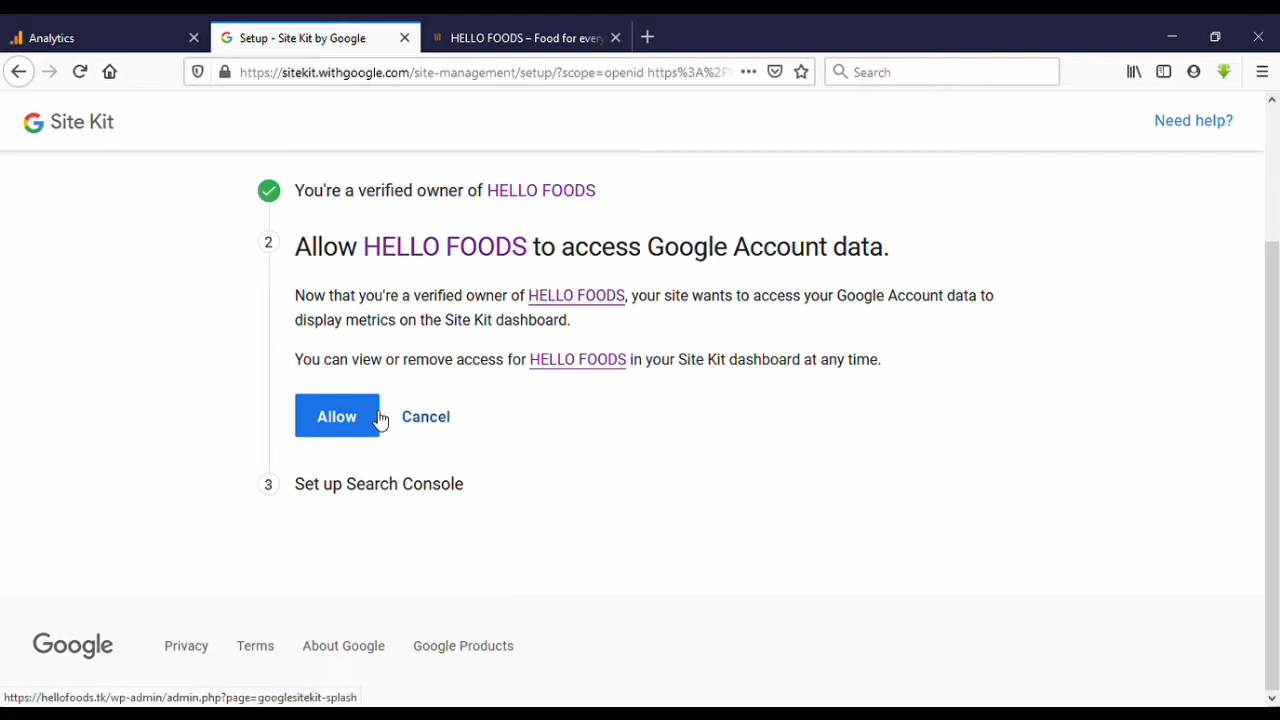 Analytics
Setup - Site Kit by Google
HELLO FOODS – Food for every
https://sitekit.withgoogle.com/site-management/setup/?scope=openid https%3A%2F
Search
Site Kit
Need help?
You're a verified owner of HELLO FOODS
2
Allow HELLO FOODS to access Google Account data.
Now that you're a verified owner of HELLO FOODS, your site wants to access your Google Account data to
display metrics on the Site Kit dashboard.
You can view or remove access for HELLO FOODS in your Site Kit dashboard at any time.
Allow
Cancel
3
Set up Search Console
Google
Privacy
Terms
About Google
Google Products
https://hellofoods.tk/wp-admin/admin.php?page=googlesitekit-splash